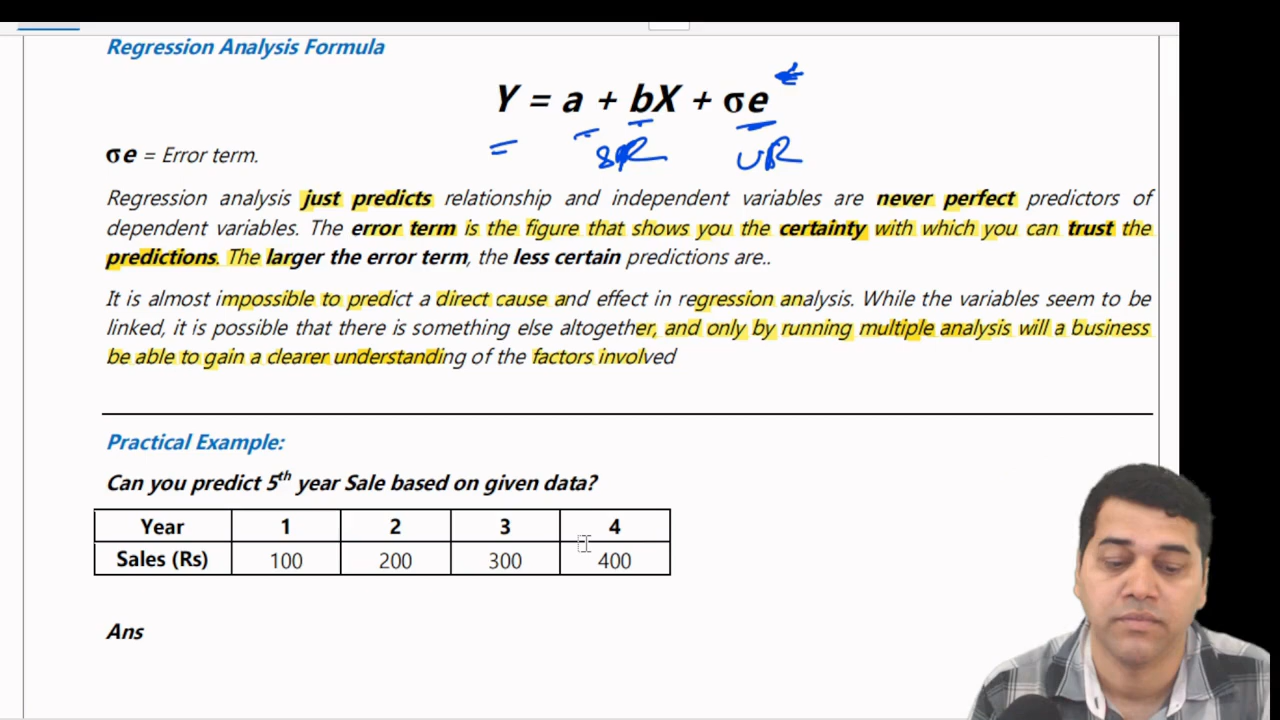 Regression Analysis Formula
Y = a + bX + σe
SR UR
σe = Error term.
Regression analysis just predicts relationship and independent variables are never perfect predictors of
dependent variables. The error term is the figure that shows you the certainty with which you can trust the
predictions. The larger the error term, the less certain predictions are..
It is almost impossible to predict a direct cause and effect in regression analysis. While the variables seem to be
linked, it is possible that there is something else altogether, and only by running multiple analysis will a business
be able to gain a clearer understanding of the factors involved
Practical Example:
Can you predict 5th year Sale based on given data?
Year 1 2 3 4
Sales (Rs) 100 200 300 400
Ans